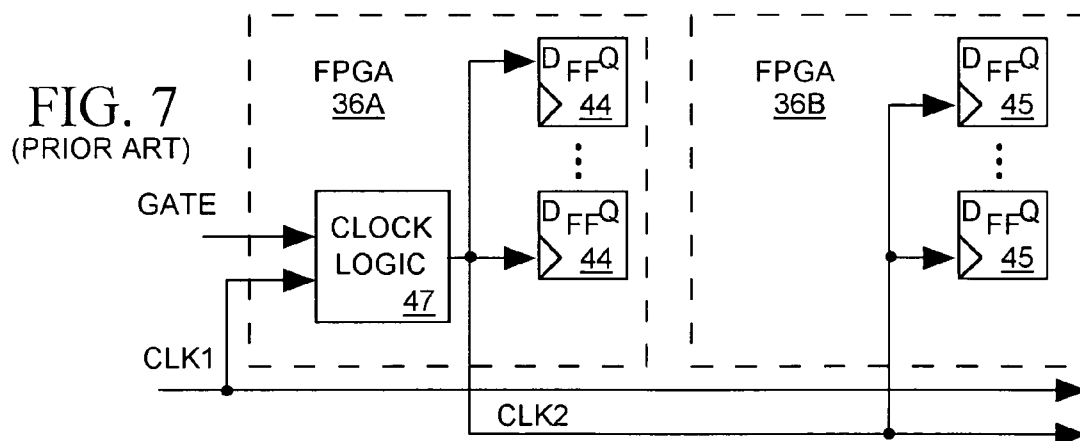 FIG. 7
(PRIOR ART)
FPGA
36A
D FF Q
44
D FF Q
44
GATE
CLOCK
LOGIC
47
CLK1
CLK2
FPGA
36B
D FF Q
45
D FF Q
45